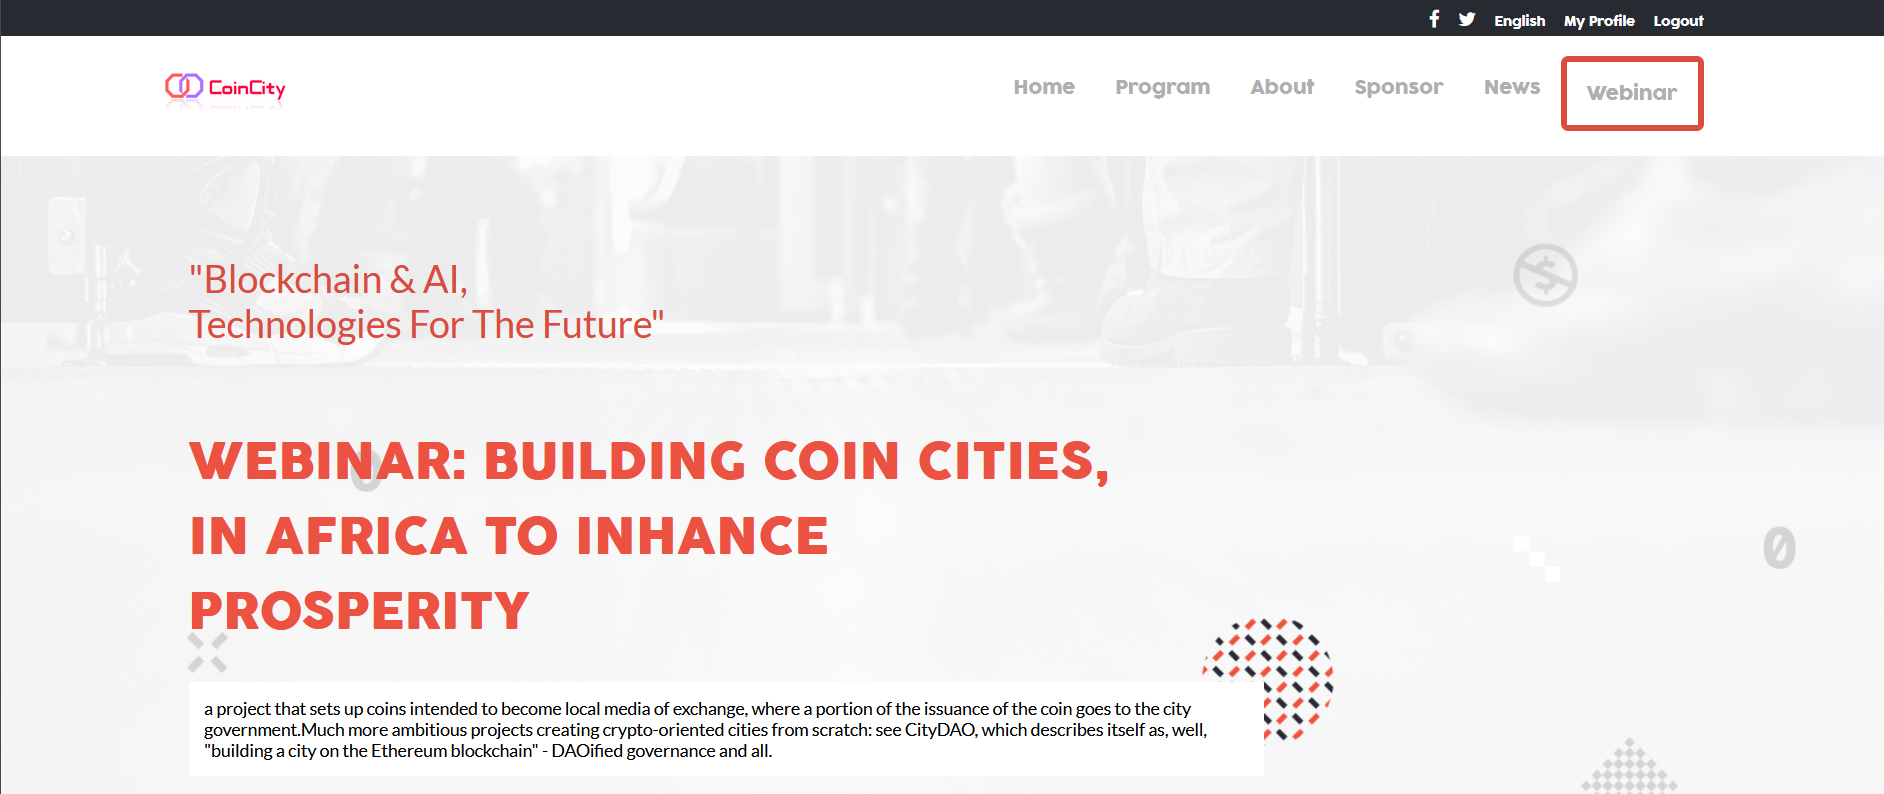 English My Profile Logout
CoinCity
Home Program About Sponsor News Webinar
"Blockchain & AI,
Technologies For The Future"
WEBINAR: BUILDING COIN CITIES,
IN AFRICA TO INHANCE
PROSPERITY
a project that sets up coins intended to become local media of exchange, where a portion of the issuance of the coin goes to the city
government.Much more ambitious projects creating crypto-oriented cities from scratch: see CityDAO, which describes itself as, well,
"building a city on the Ethereum blockchain" - DAOified governance and all.
0
0